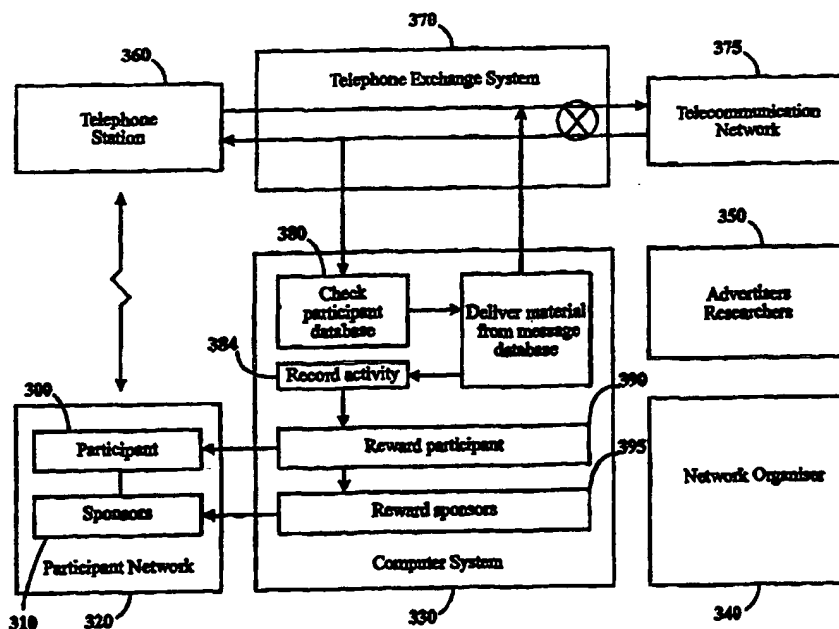 370
360
375
Telephone Exchange System
Telephone
Station
Telecommunication
Network
380
350
Check
participant
database
Deliver material
from message
database
Advertisers
Researchers
384
Record activity
300
390
Participant
Reward participant
395
Network Organiser
Sponsors
Reward sponsors
Participant Network
Computer System
310
320
330
340